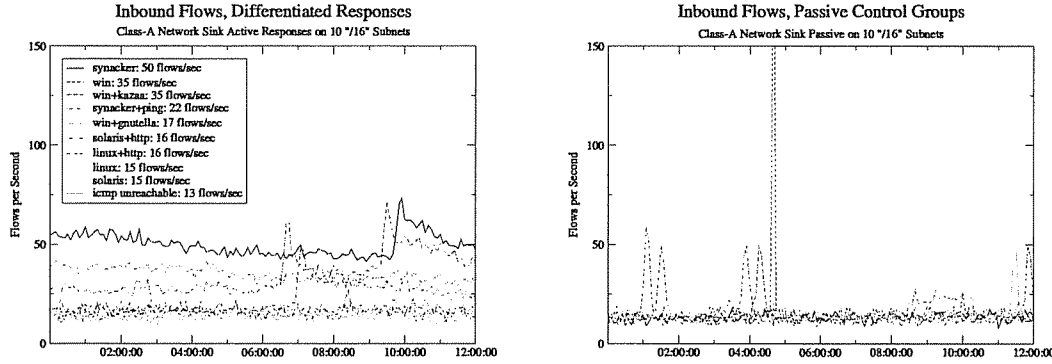 Inbound Flows, Differentiated Responses
Class-A Network Sink Active Responses on 10 "/16" Subnets
150
100
50
0
Flows per Second
synacker: 50 flows/sec
win: 35 flows/sec
win+kazaa: 35 flows/sec
synacker+ping: 22 flows/sec
win+gnutella: 17 flows/sec
solaris+http: 16 flows/sec
linux+http: 16 flows/sec
linux: 15 flows/sec
solaris: 15 flows/sec
icmp unreachable: 13 flows/sec
02:00:00 04:00:00 06:00:00 08:00:00 10:00:00 12:00:00
Inbound Flows, Passive Control Groups
Class-A Network Sink Passive on 10 "/16" Subnets
150
100
50
0
Flows per Second
02:00:00 04:00:00 06:00:00 08:00:00 10:00:00 12:00:00